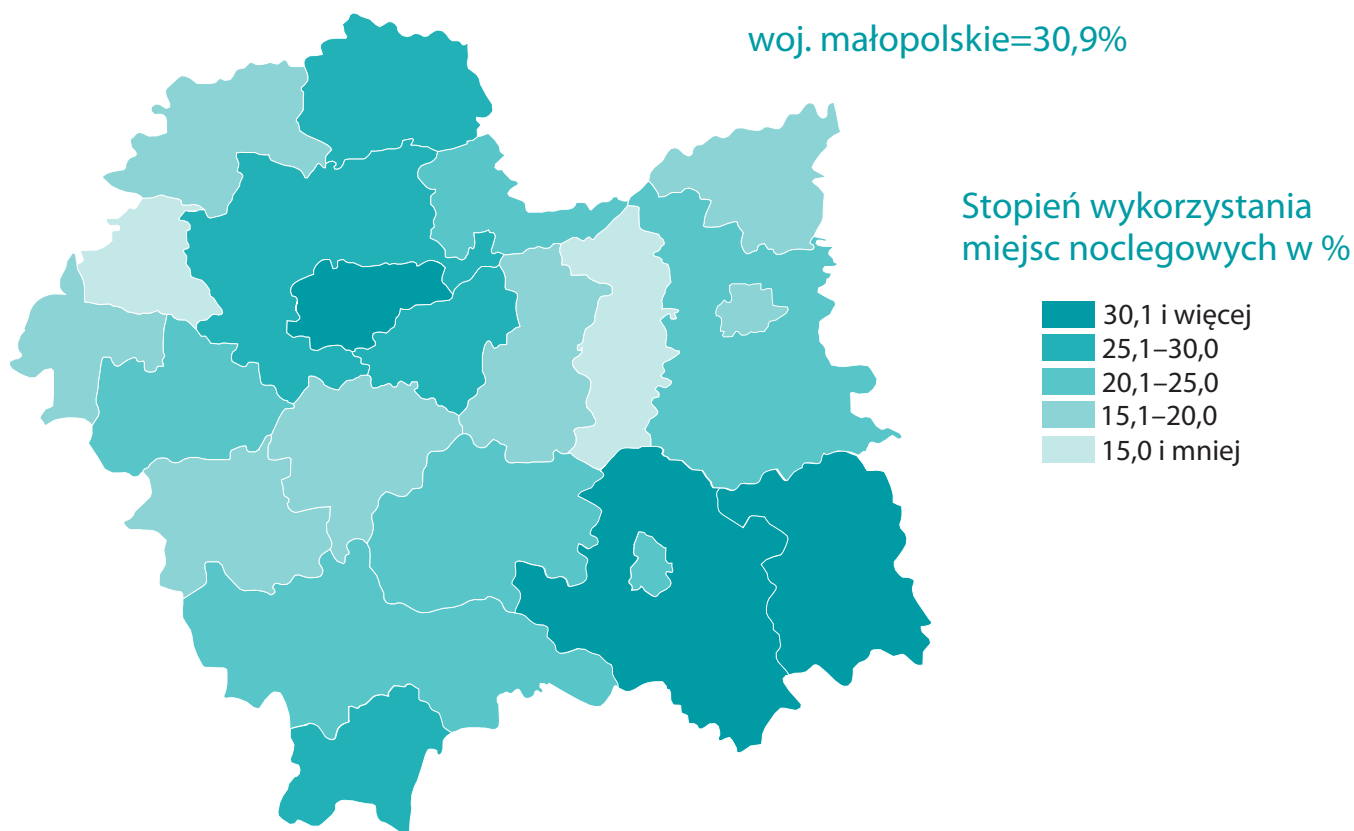 woj. małopolskie=30,9%
Stopień wykorzystania
miejsc noclegowych w %
30,1 i więcej
25,1–30,0
20,1–25,0
15,1–20,0
15,0 i mniej